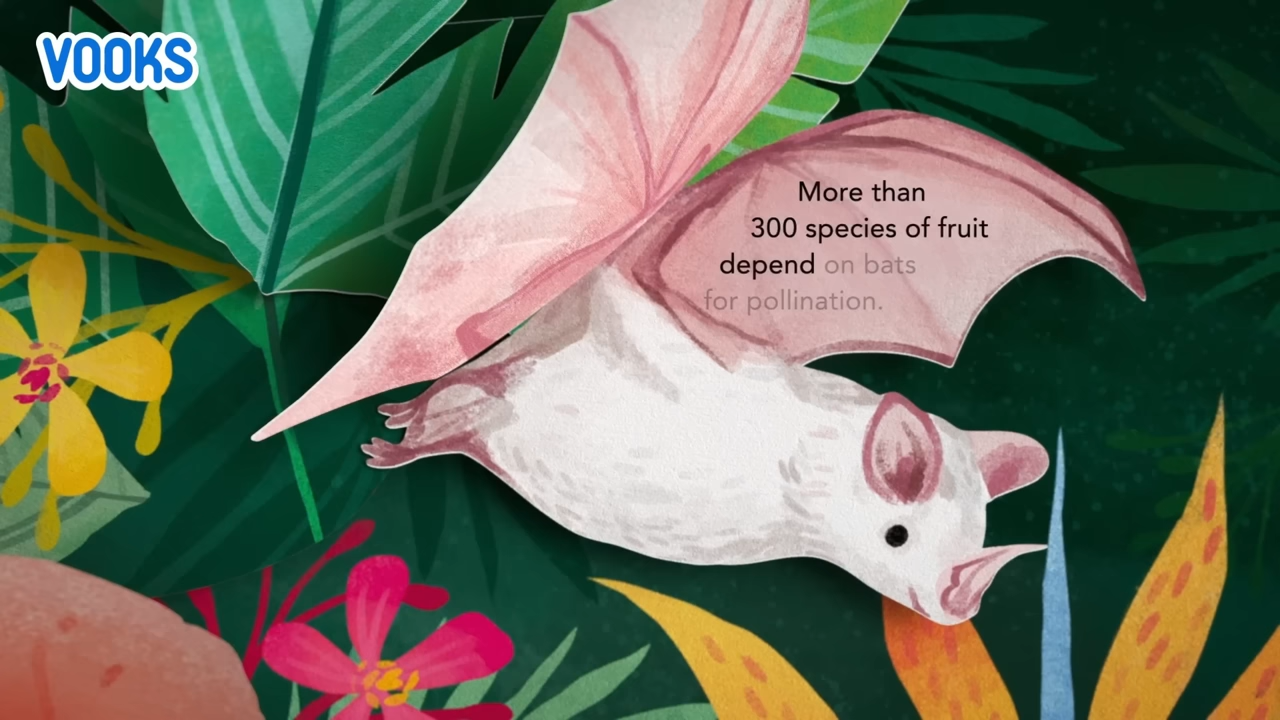 VOOKS
More than
300 species of fruit
depend on bats
for pollination.